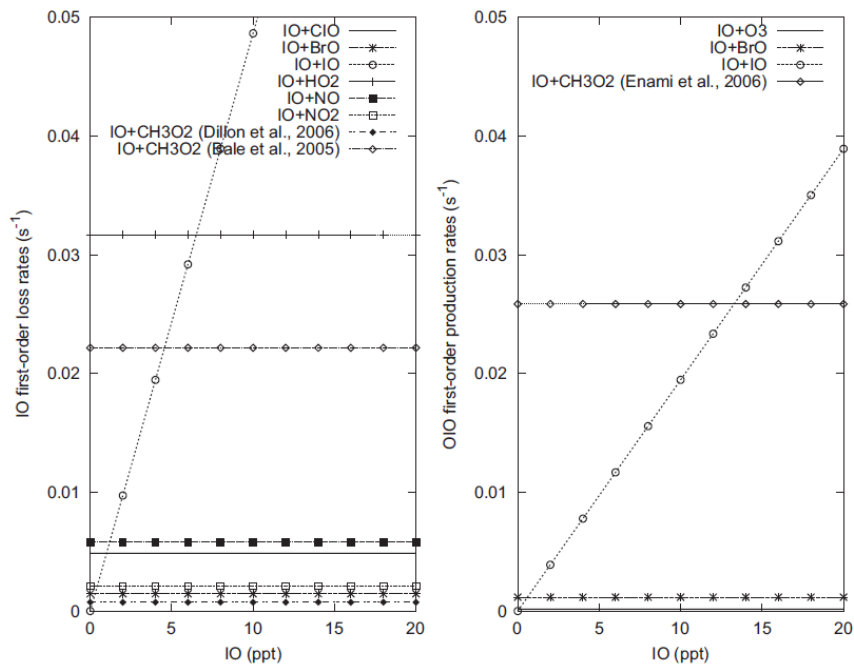 0.05
0.04
0.03
0.02
0.01
0
IO first-order loss rates (s-1)
IO+ClO
IO+BrO
IO+IO
IO+HO2
IO+NO
IO+NO2
IO+CH3O2 (Dillon et al., 2006)
IO+CH3O2 (Bale et al., 2005)
0 5 10 15 20
IO (ppt)
0.05
0.04
0.03
0.02
0.01
0
OIO first-order production rates (s-1)
IO+O3
IO+BrO
IO+IO
IO+CH3O2 (Enami et al., 2006)
0 5 10 15 20
IO (ppt)